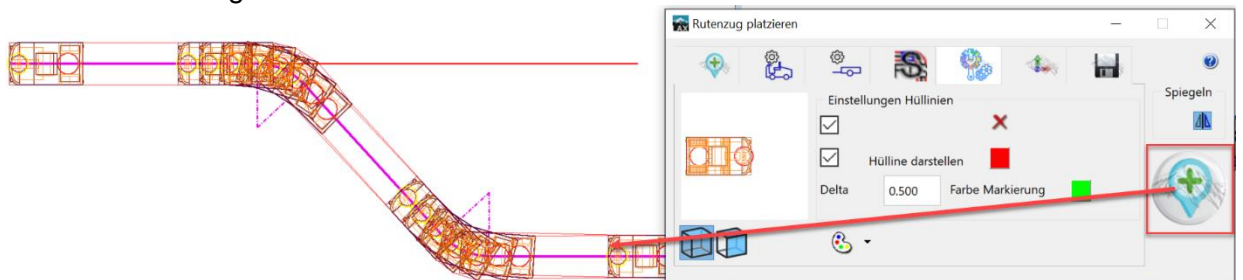 Rutenzug platzieren
Spiegeln
Einstellungen Hüllinien
Hülline darstellen
Delta
0.500
Farbe Markierung